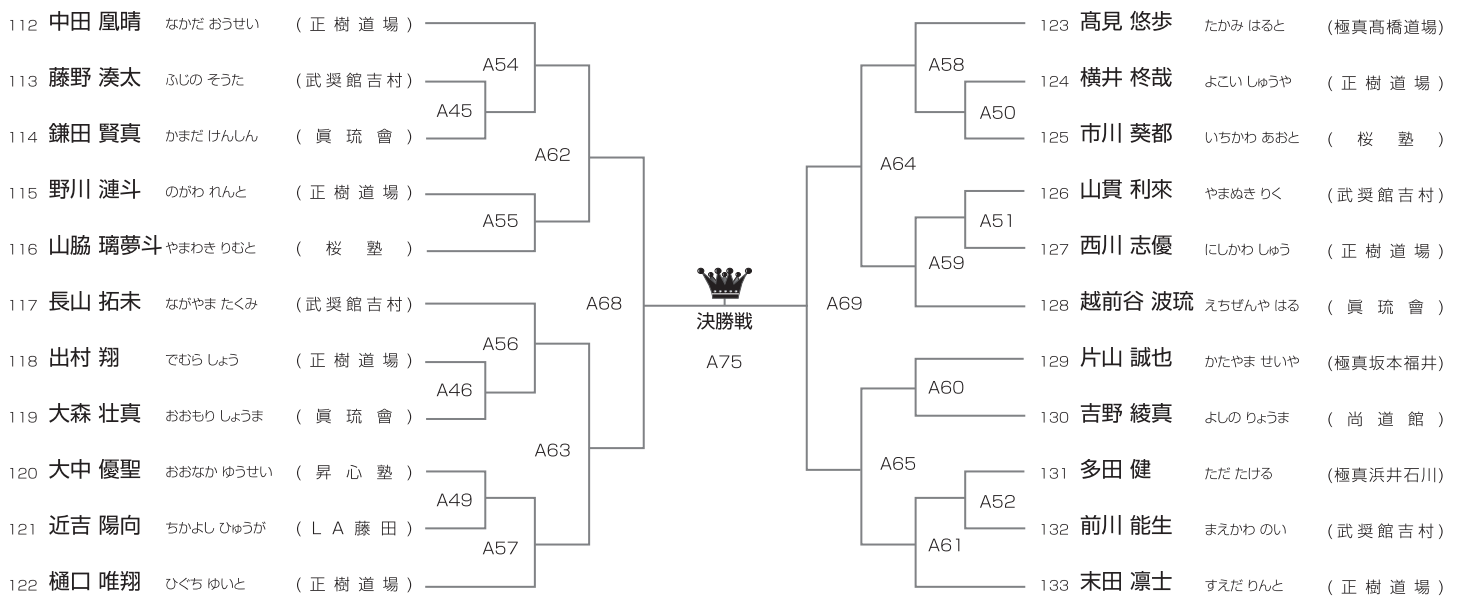 112 中田 凰晴 なかだ おうせい (正樹道場)
113 藤野 湊太 ふじの そうた (武奨館吉村)
114 鎌田 賢真 かまだ けんしん (眞琉會)
115 野川 漣斗 のがわ れんと (正樹道場)
116 山脇 璃夢斗 やまわき りむと (桜塾)
117 長山 拓未 ながやま たくみ (武奨館吉村)
118 出村 翔 でむら しょう (正樹道場)
119 大森 壮真 おおもり しょうま (眞琉會)
120 大中 優聖 おおなか ゆうせい (昇心塾)
121 近吉 陽向 ちかよし ひゅうが (LA藤田)
122 樋口 唯翔 ひぐち ゆいと (正樹道場)
A54
A45
A62
A55
A68
A56
A46
A63
A49
A57
決勝戦
A75
A58
A50
A64
A51
A59
A69
A60
A65
A52
A61
123 髙見 悠歩 たかみ はると (極真髙橋道場)
124 横井 柊哉 よこい しゅうや (正樹道場)
125 市川 葵都 いちかわ あおと (桜塾)
126 山貫 利來 やまぬき りく (武奨館吉村)
127 西川 志優 にしかわ しゅう (正樹道場)
128 越前谷 波琉 えちぜんや はる (眞琉會)
129 片山 誠也 かたやま せいや (極真坂本福井)
130 吉野 綾真 よしの りょうま (尚道館)
131 多田 健 ただ たける (極真浜井石川)
132 前川 能生 まえかわ のい (武奨館吉村)
133 末田 凛士 すえだ りんと (正樹道場)